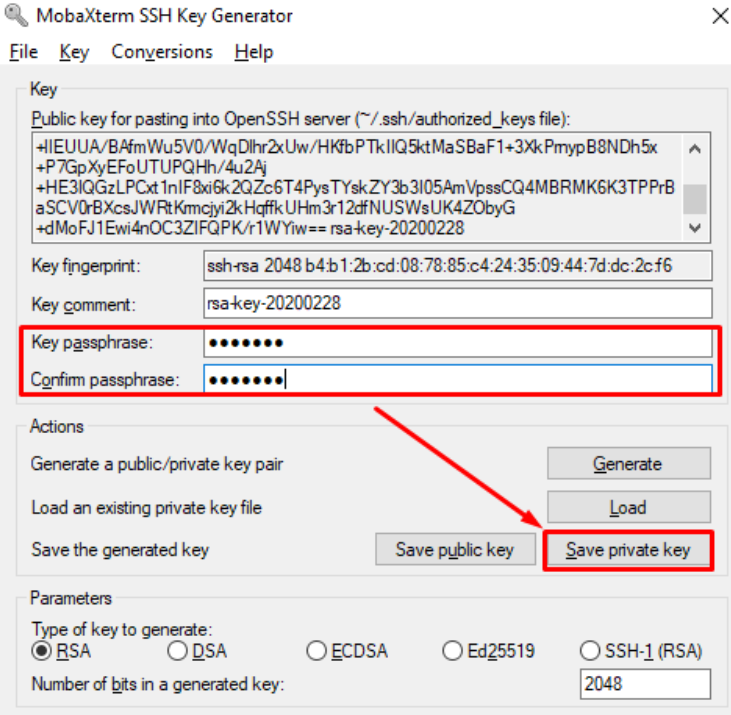 MobaXterm SSH Key Generator
File Key Conversions Help
Key
Public key for pasting into OpenSSH server (~/.ssh/authorized_keys file):
+IIEUUA/BAfmWu5V0/WqDIhr2xUw/HKfbPTkIIQ5ktMaSBaF1+3XkPmypB8NDh5x
+P7GpXyEFoUTUPQHh/4u2Aj
+HE3IQGzLPCxt1nIF8xi6k2QZc6T4PysTYskZY3b3I05AmVpssCQ4MBRMK6K3TPPrB
aSCV0rBXcsJWRtKrmcjyi2kHqffkUHm3r12dfNUSWsUK4ZObyG
+dMoFJ1Ewi4nOC3ZIFQPK/r1WYiw== rsa-key-20200228
Key fingerprint: ssh-rsa 2048 b4:b1:2b:cd:08:78:85:c4:24:35:09:44:7d:dc:2c:f6
Key comment: rsa-key-20200228
Key passphrase: •••••••
Confirm passphrase: •••••••
Actions
Generate a public/private key pair Generate
Load an existing private key file Load
Save the generated key Save public key Save private key
Parameters
Type of key to generate:
RSA DSA ECDSA Ed25519 SSH-1 (RSA)
Number of bits in a generated key: 2048